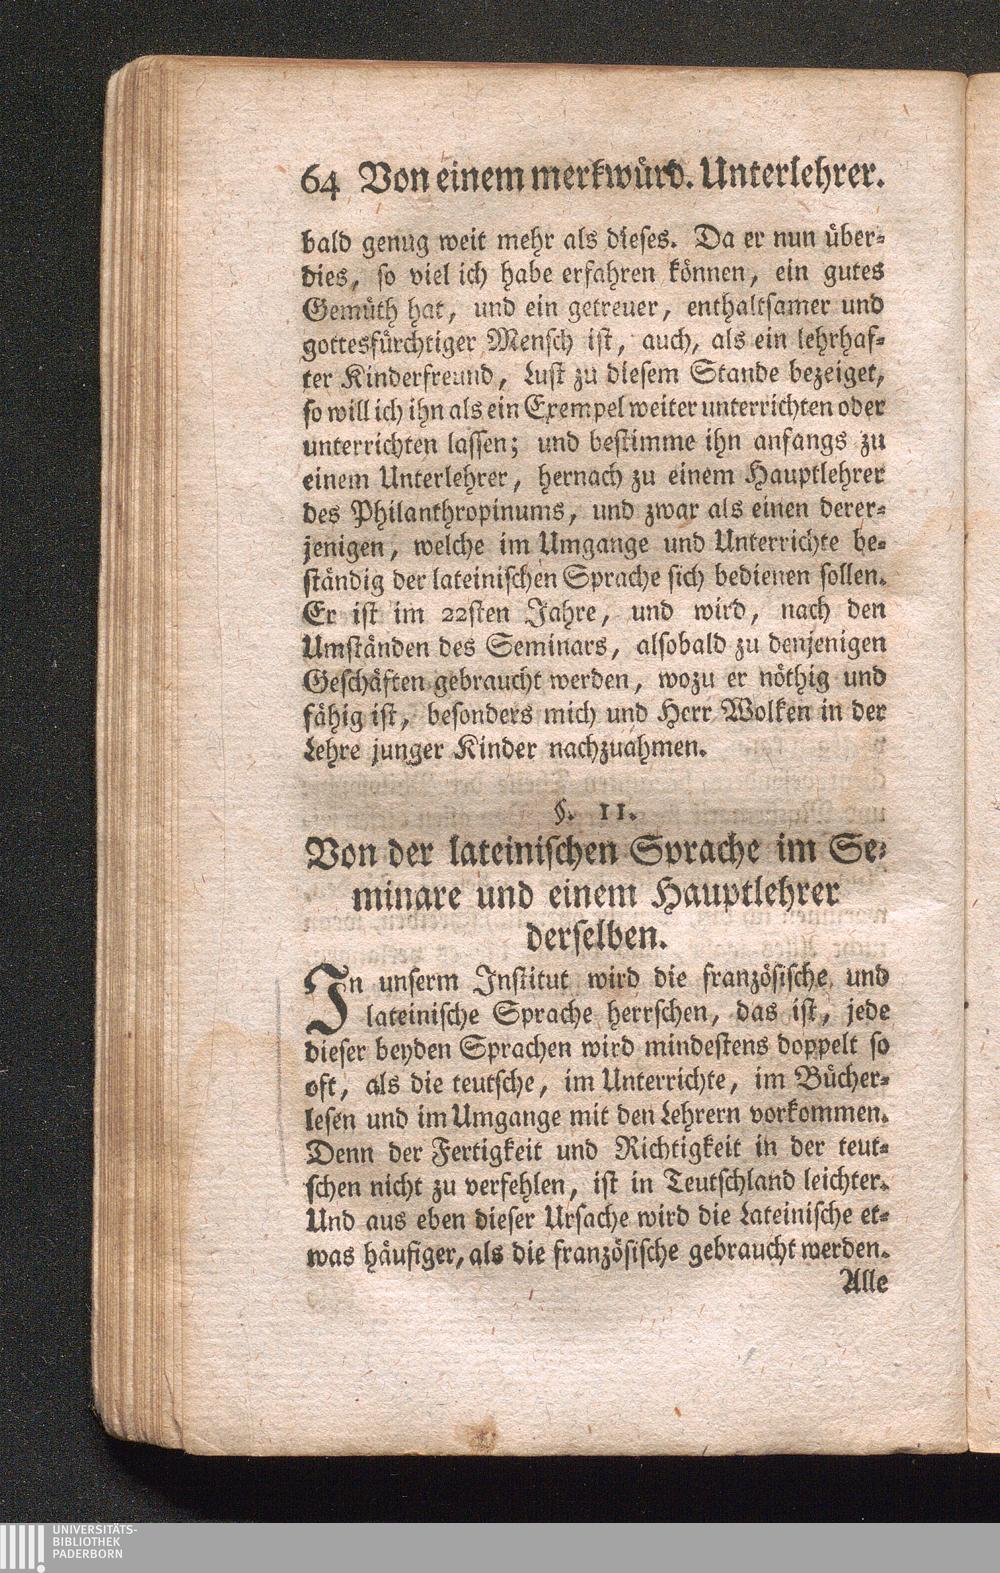 64 Von einem merkwürd. Unterlehrer.
bald genug weit mehr als dieses. Da er nun über-
dies, so viel ich habe erfahren können, ein gutes
Gemüth hat, und ein getreuer, enthaltsamer und
gottesfürchtiger Mensch ist, auch, als ein lehrhaf-
ter Kinderfreund, Lust zu diesem Stande bezeiget,
so will ich ihn als ein Exempel weiter unterrichten oder
unterrichten lassen; und bestimme ihn anfangs zu
einem Unterlehrer, hernach zu einem Hauptlehrer
des Philanthropinums, und zwar als einen derer-
jenigen, welche im Umgange und Unterrichte be-
ständig der lateinischen Sprache sich bedienen sollen.
Er ist im 22sten Jahre, und wird, nach den
Umständen des Seminars, alsobald zu denjenigen
Geschäften gebraucht werden, wozu er nöthig und
fähig ist, besonders mich und Herr Wolken in der
Lehre junger Kinder nachzuahmen.
§. 11.
Von der lateinischen Sprache im Se-
minare und einem Hauptlehrer
derselben.
In unserm Institut wird die französische und
lateinische Sprache herrschen, das ist, jede
dieser beyden Sprachen wird mindestens doppelt so
oft, als die teutsche, im Unterrichte, im Bücher-
lesen und im Umgange mit den Lehrern vorkommen.
Denn der Fertigkeit und Richtigkeit in der teut-
schen nicht zu verfehlen, ist in Teutschland leichter.
Und aus eben dieser Ursache wird die Lateinische et-
was häufiger, als die französische gebraucht werden.
Alle
UNIVERSITÄTS-
BIBLIOTHEK
PADERBORN